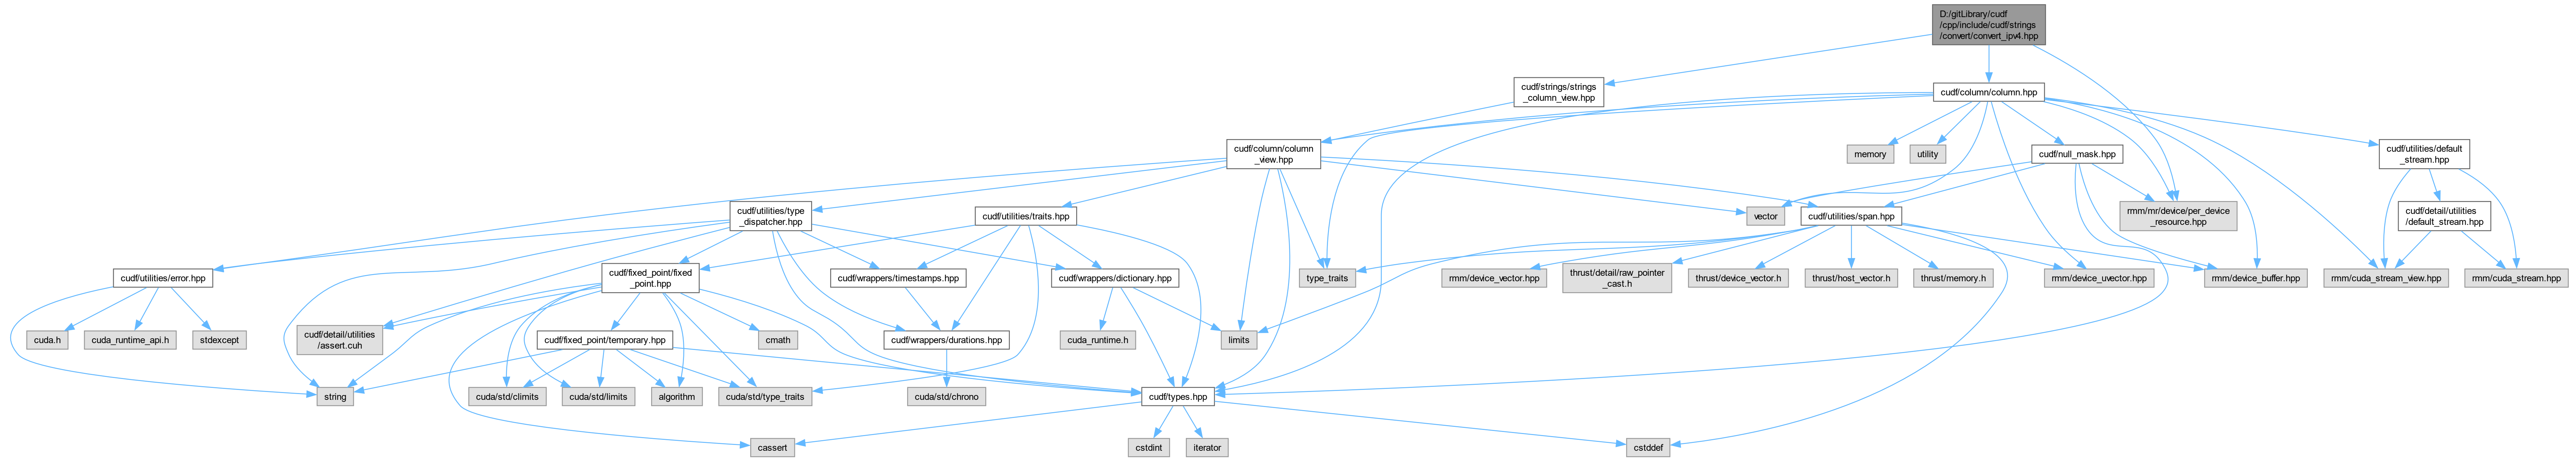 D:/gitLibrary/cudf
/cpp/include/cudf/strings
/convert/convert_ipv4.hpp
cudf/strings/strings
_column_view.hpp
cudf/column/column.hpp
cudf/column/column
_view.hpp
memory
utility
cudf/null_mask.hpp
cudf/utilities/default
_stream.hpp
cudf/utilities/type
_dispatcher.hpp
cudf/utilities/traits.hpp
vector
cudf/utilities/span.hpp
rmm/mr/device/per_device
_resource.hpp
cudf/detail/utilities
/default_stream.hpp
cudf/utilities/error.hpp
cudf/fixed_point/fixed
_point.hpp
cudf/wrappers/timestamps.hpp
cudf/wrappers/dictionary.hpp
type_traits
rmm/device_vector.hpp
thrust/detail/raw_pointer
_cast.h
thrust/device_vector.h
thrust/host_vector.h
thrust/memory.h
rmm/device_uvector.hpp
rmm/device_buffer.hpp
rmm/cuda_stream_view.hpp
rmm/cuda_stream.hpp
cuda.h
cuda_runtime_api.h
stdexcept
cudf/detail/utilities
/assert.cuh
cudf/fixed_point/temporary.hpp
cmath
cudf/wrappers/durations.hpp
cuda_runtime.h
limits
string
cuda/std/climits
cuda/std/limits
algorithm
cuda/std/type_traits
cuda/std/chrono
cudf/types.hpp
cassert
cstdint
iterator
cstddef